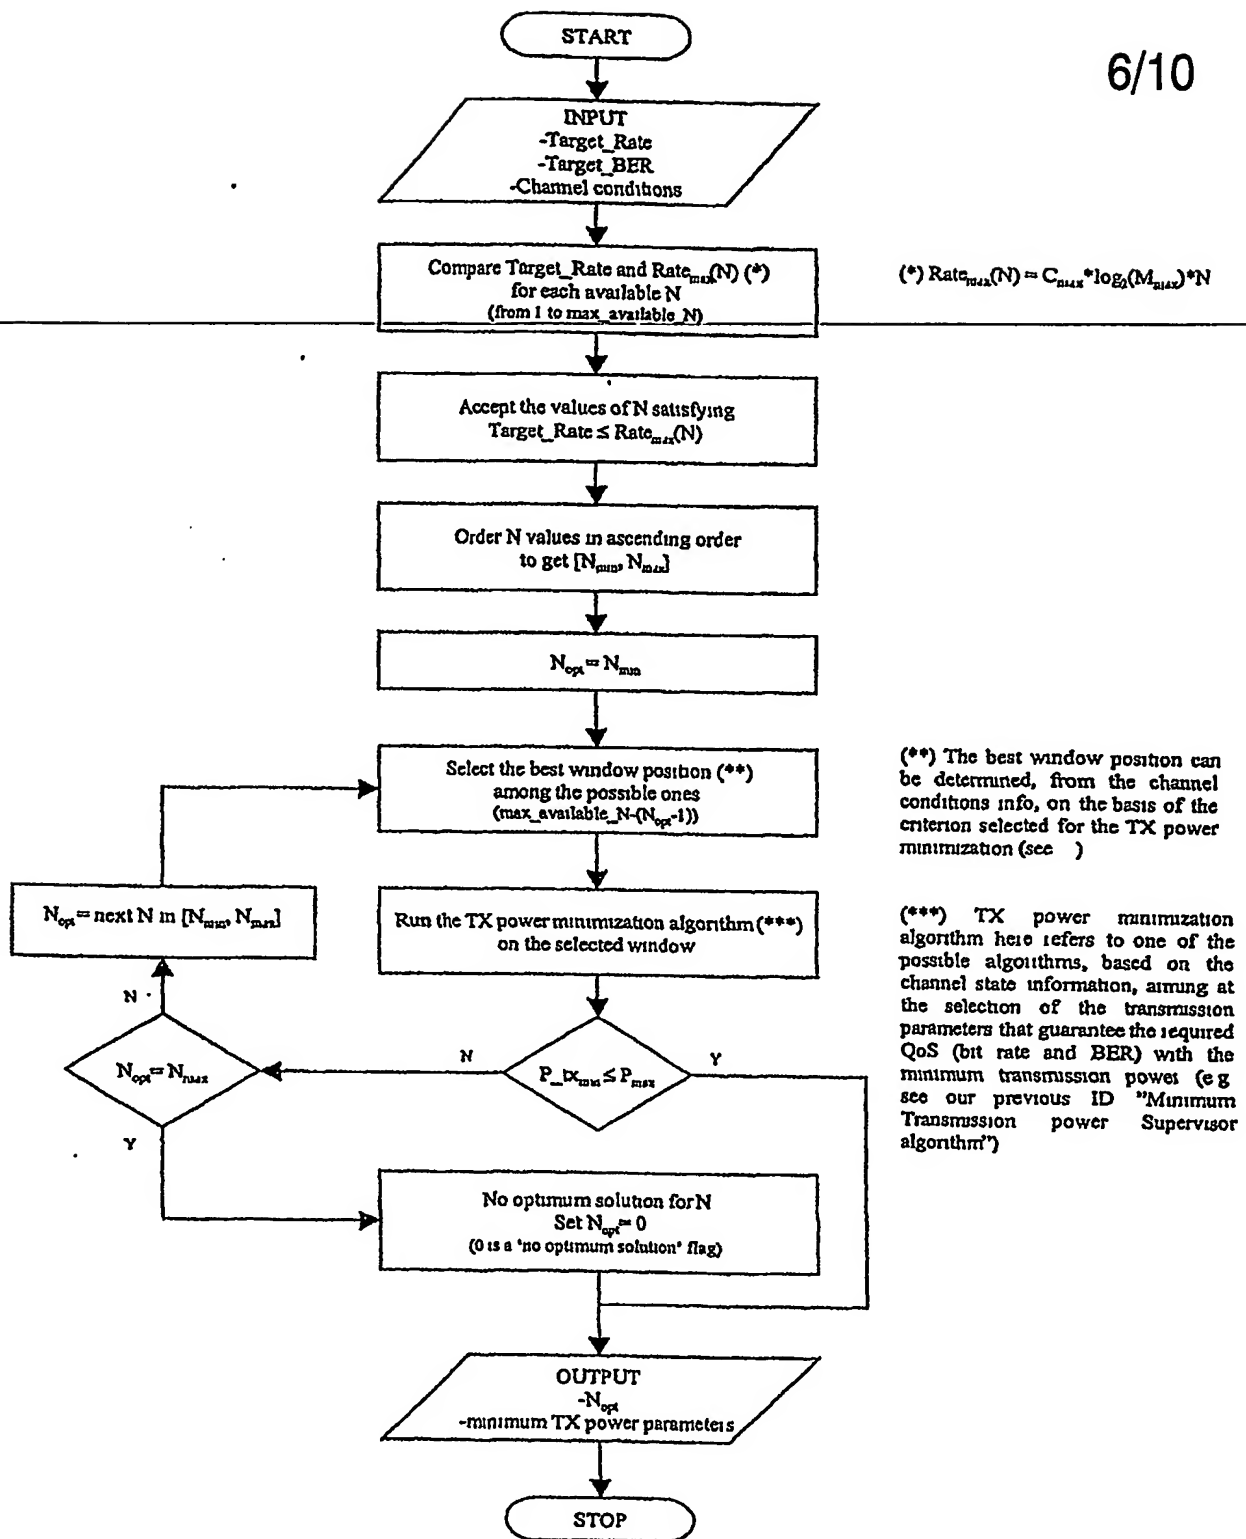 START
6/10
INPUT
-Target_Rate
-Target_BER
-Channel conditions
Compare Target_Rate and Rate_max(N) (*)
for each available N
(from 1 to max_available_N)
(*) Rate_max(N) = C_max*log_2(M_max)*N
Accept the values of N satisfying
Target_Rate ≤ Rate_max(N)
Order N values in ascending order
to get [N_min, N_max]
N_opt = N_min
Select the best window position (**)
among the possible ones
(max_available_N-(N_opt-1))
(**) The best window position can
be determined, from the channel
conditions info, on the basis of the
criterion selected for the TX power
minimization (see )
N_opt = next N in [N_min, N_max]
Run the TX power minimization algorithm (***)
on the selected window
(***) TX power minimization
algorithm here refers to one of the
possible algorithms, based on the
channel state information, aiming at
the selection of the transmission
parameters that guarantee the required
QoS (bit rate and BER) with the
minimum transmission power (e g
see our previous ID "Minimum
Transmission power Supervisor
algorithm")
N
N_opt = N_max
N
P_tx_min ≤ P_max
Y
Y
No optimum solution for N
Set N_opt = 0
(0 is a 'no optimum solution' flag)
OUTPUT
-N_opt
-minimum TX power parameters
STOP